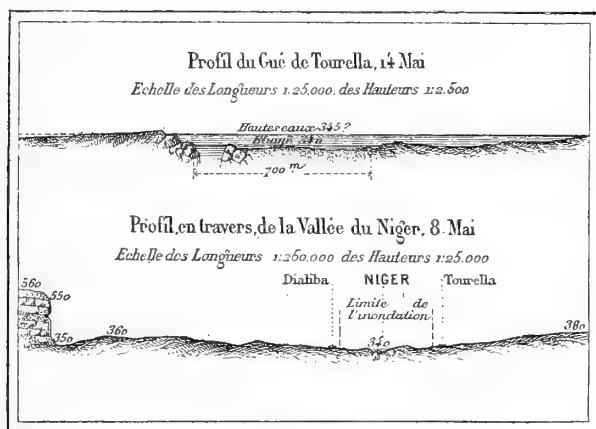 Profil du Gué de Tourella, 14 Mai
Echelle des Longueurs 1:25.000. des Hauteurs 1:2.500
Hautes eaux 345?
Etiage 340
700 m
Profil, en travers, de la Vallée du Niger, 8 Mai
Echelle des Longueurs 1:250.000 des Hauteurs 1:25.000
Diatiba NIGER Tourella
Limite de
l'inondation
560
550
350
360
340
380